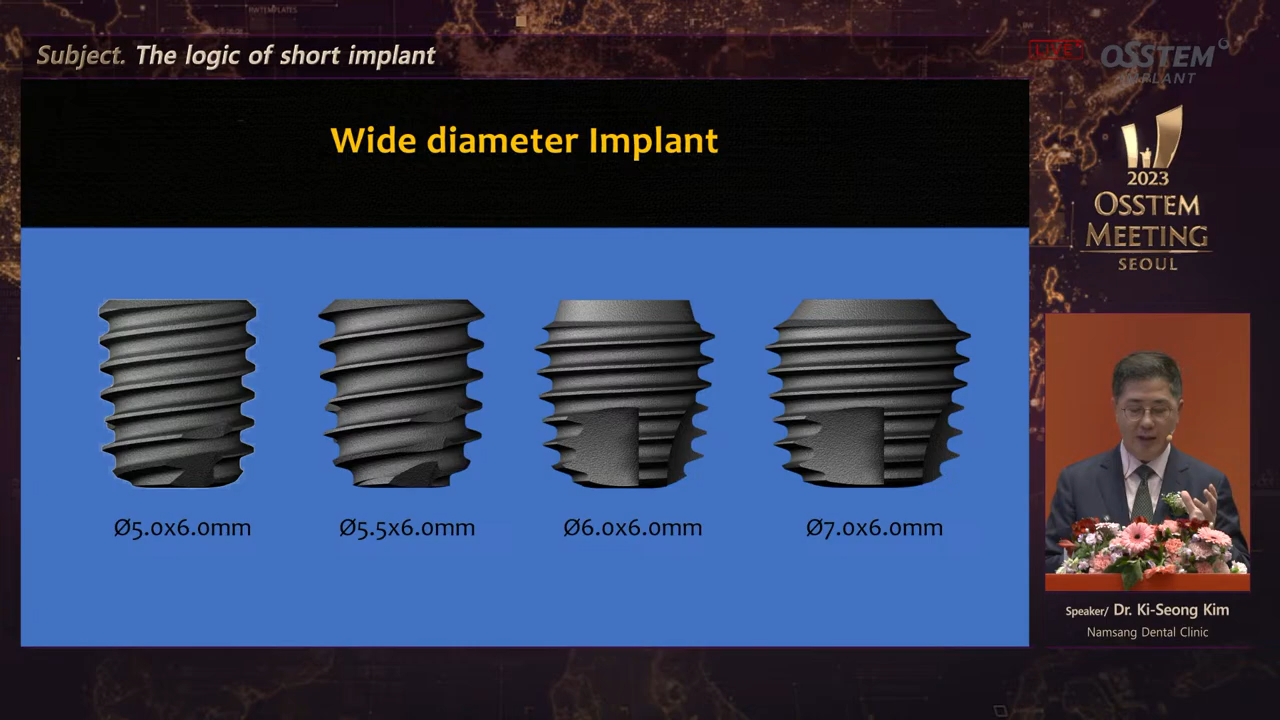 Subject. The logic of short implant
LIVE
OSSTEM
IMPLANT
Wide diameter Implant
2023
OSSTEM
MEETING
SEOUL
Ø5.0x6.0mm
Ø5.5x6.0mm
Ø6.0x6.0mm
Ø7.0x6.0mm
Speaker/ Dr. Ki-Seong Kim
Namsang Dental Clinic